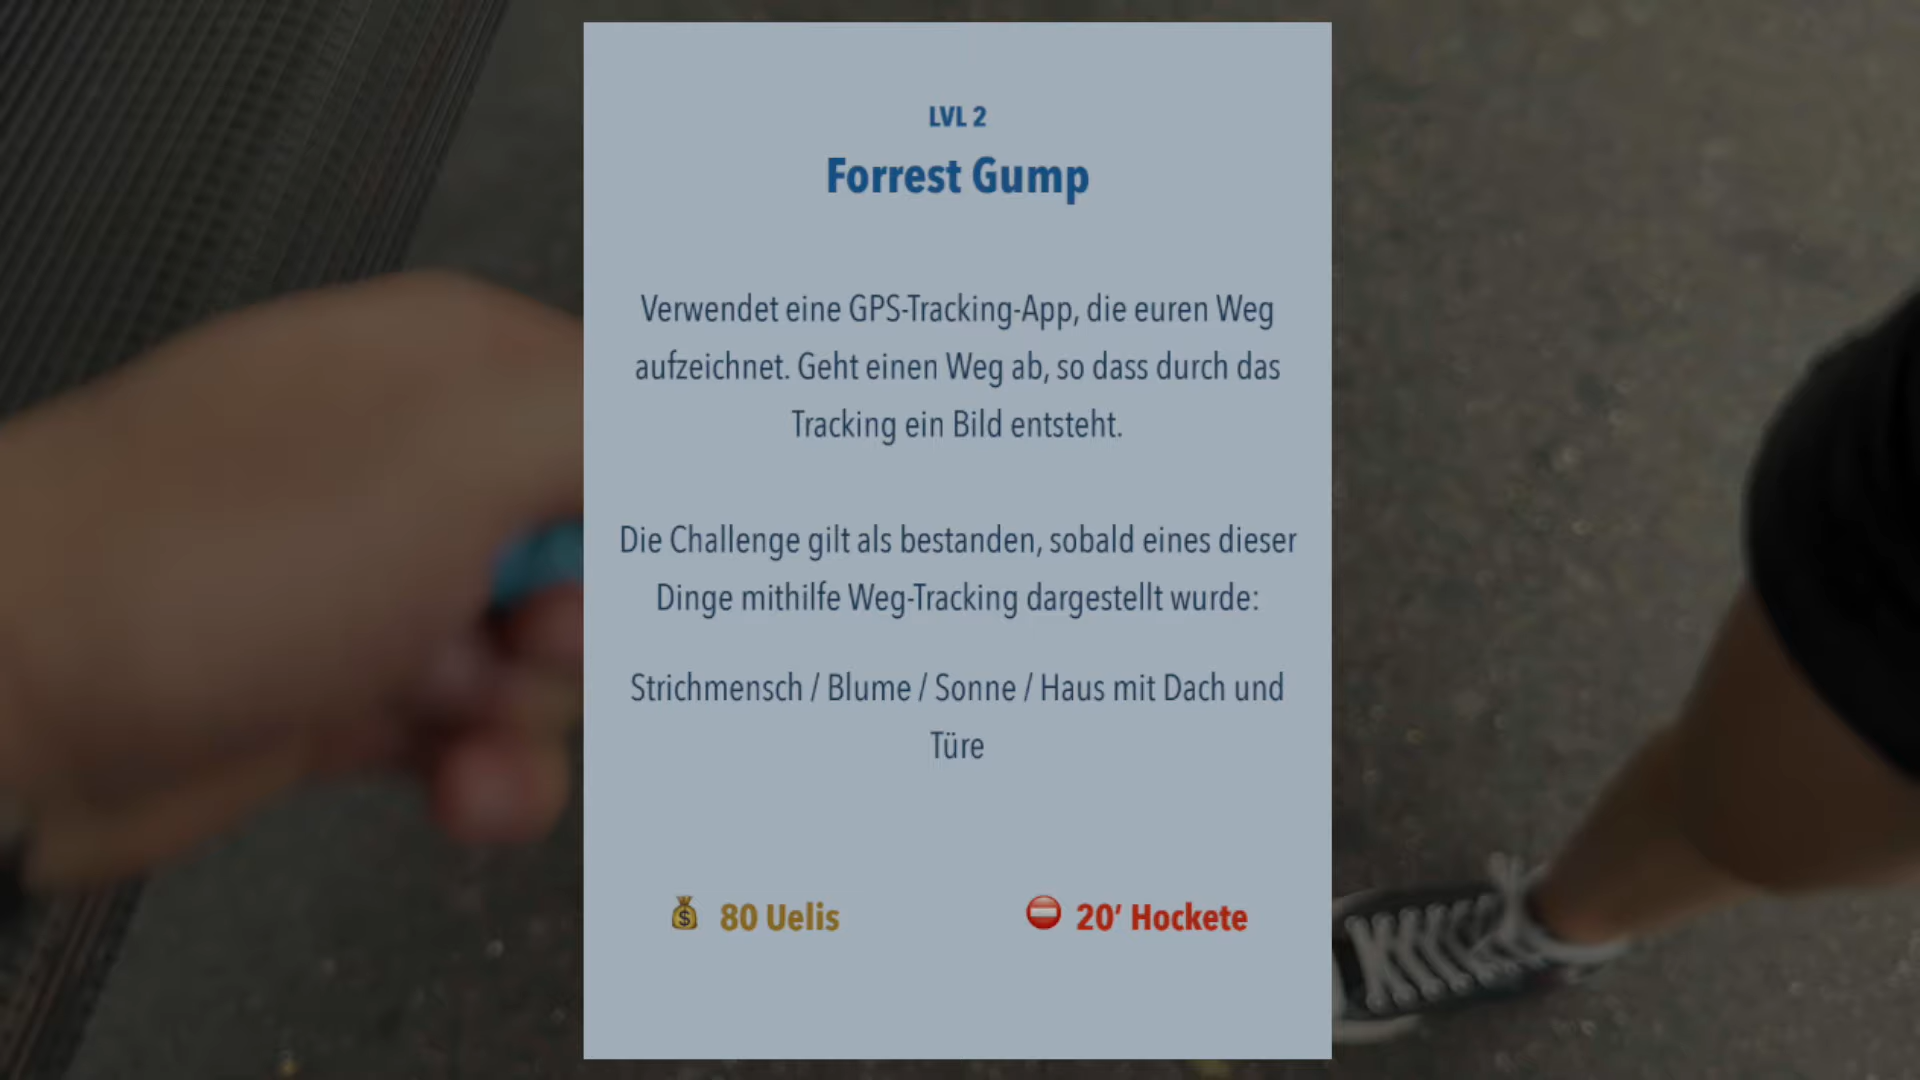 LVL 2
Forrest Gump
Verwendet eine GPS-Tracking-App, die euren Weg
aufzeichnet. Geht einen Weg ab, so dass durch das
Tracking ein Bild entsteht.
Die Challenge gilt als bestanden, sobald eines dieser
Dinge mithilfe Weg-Tracking dargestellt wurde:
Strichmensch / Blume / Sonne / Haus mit Dach und
Türe
80 Uelis
20' Hockete